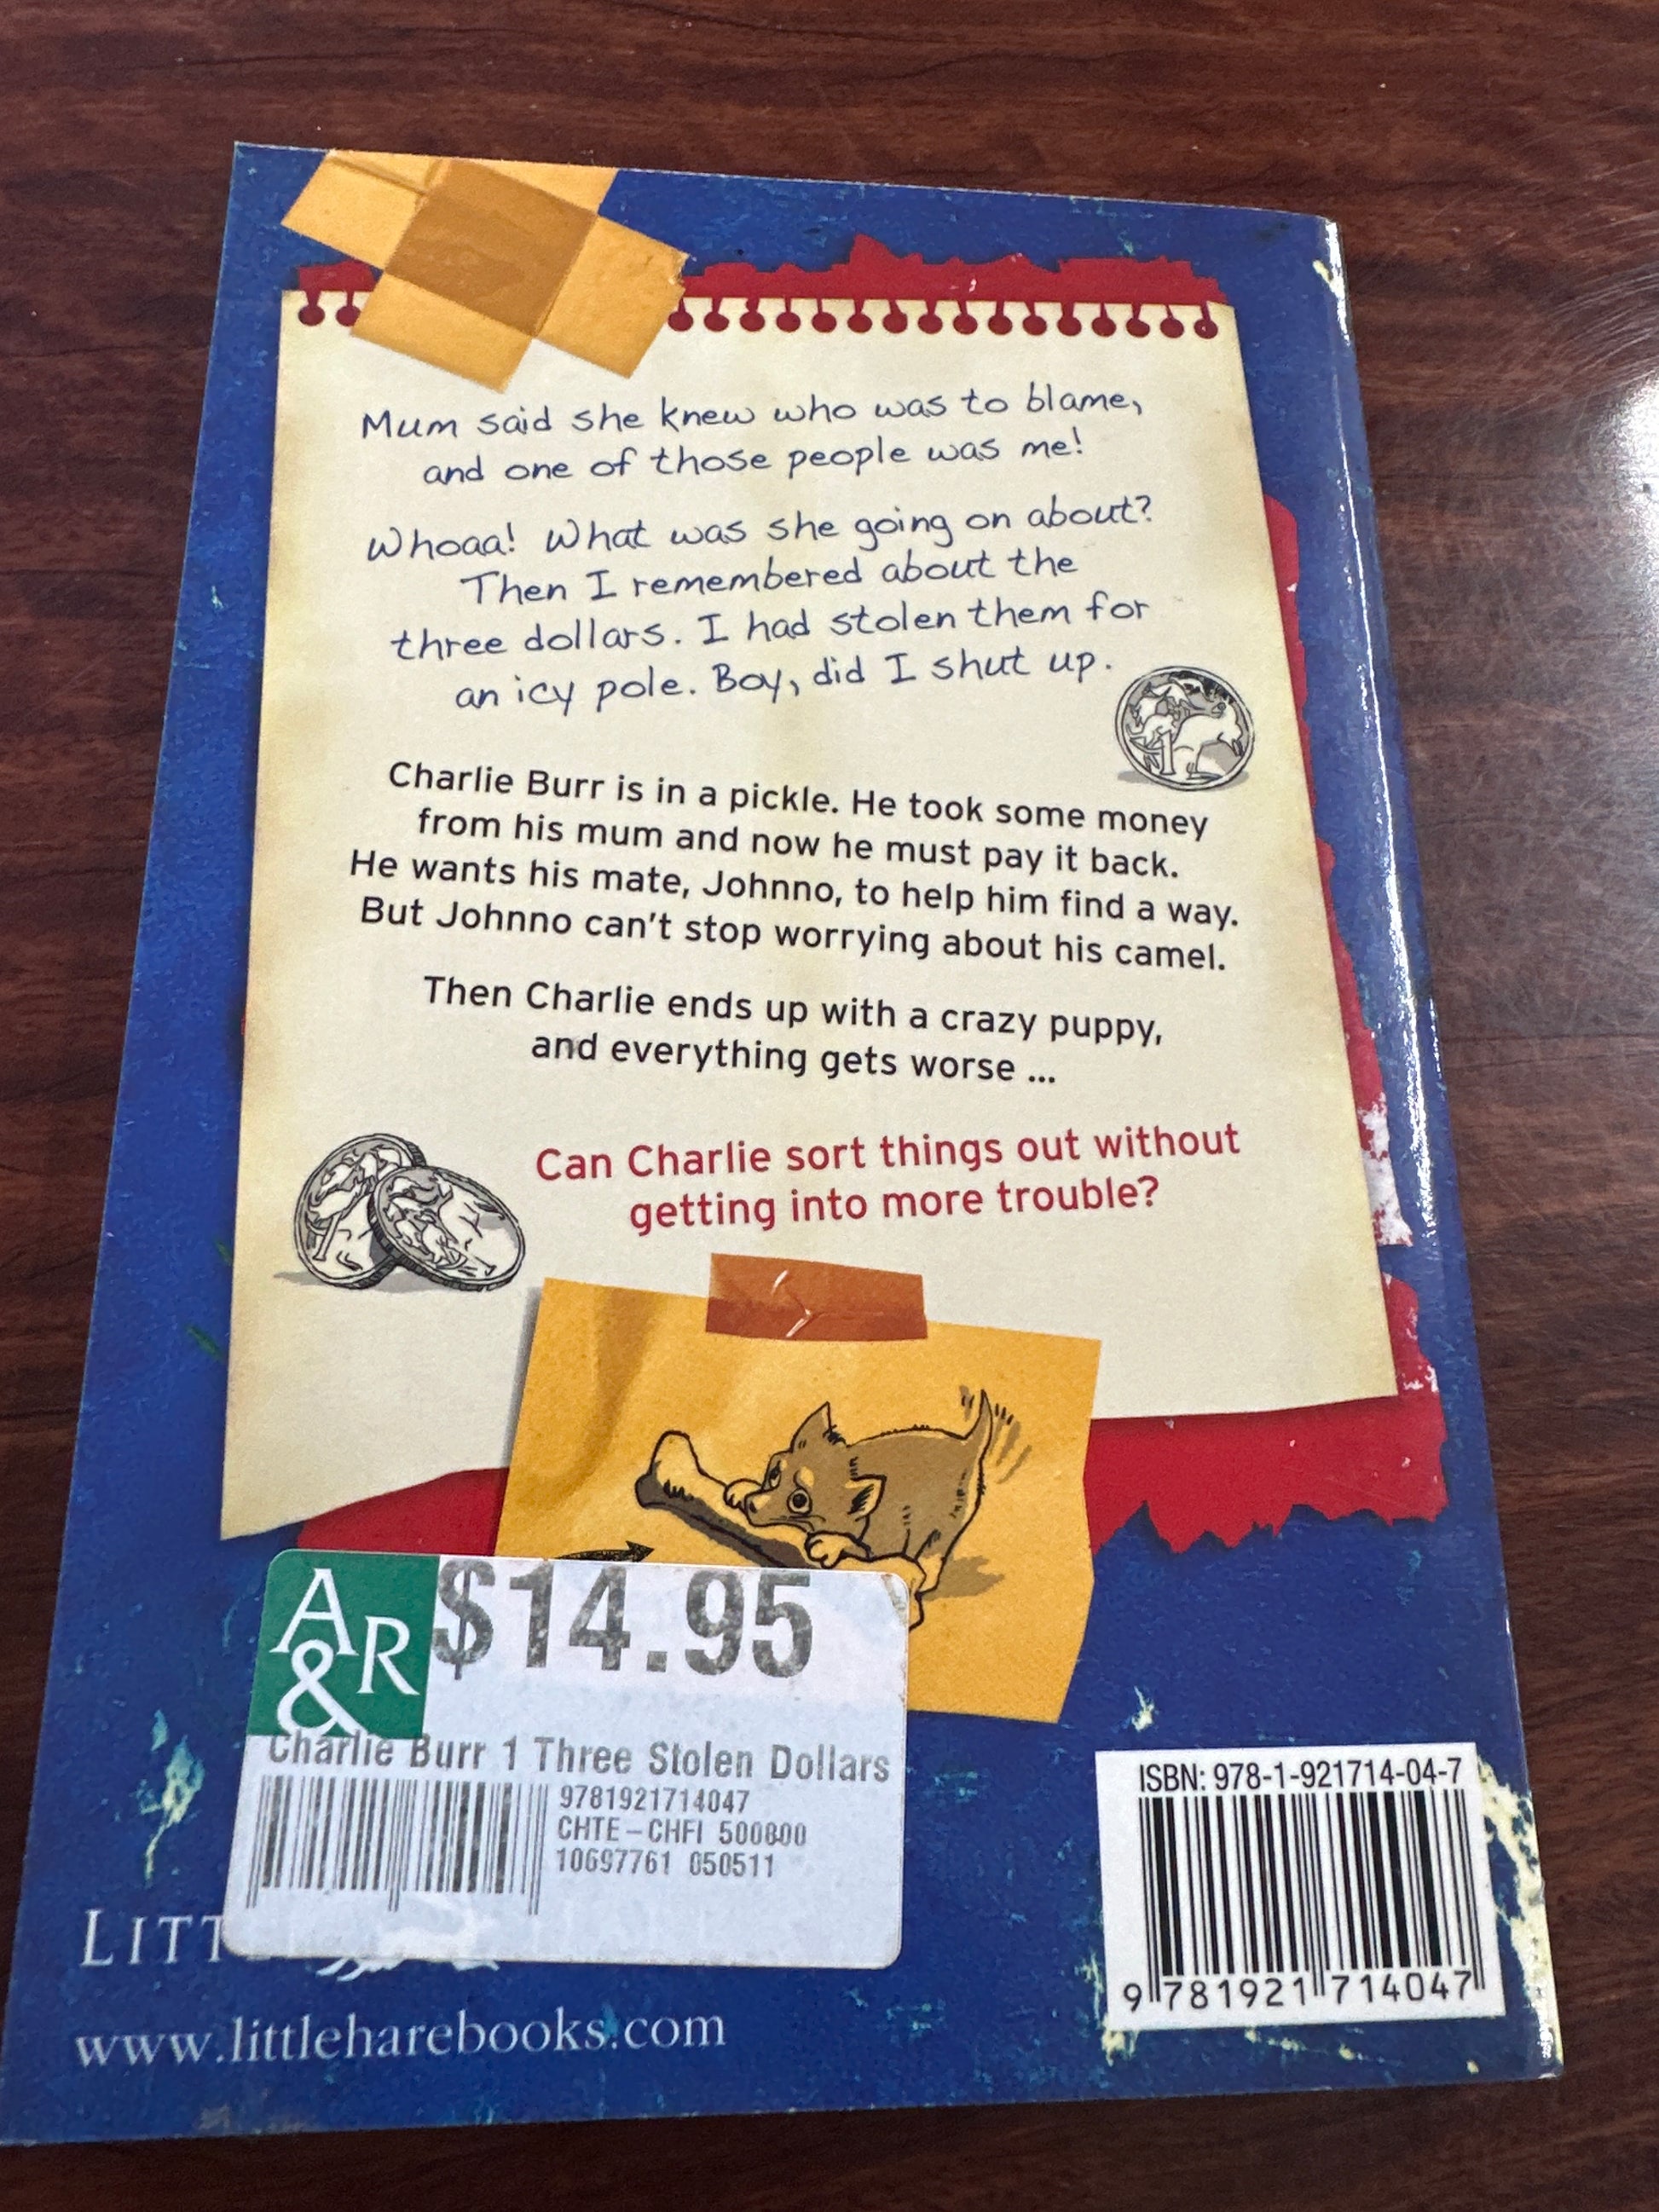 Mum said she knew who was to blame,
and one of those people was me!
Whoaa! What was she going on about?
Then I remembered about the
three dollars. I had stolen them for
an icy pole. Boy, did I shut up.
Charlie Burr is in a pickle. He took some money
from his mum and now he must pay it back.
He wants his mate, Johnno, to help him find a way.
But Johnno can't stop worrying about his camel.
Then Charlie ends up with a crazy puppy,
and everything gets worse ...
Can Charlie sort things out without
getting into more trouble?
A&R
$14.95
Charlie Burr 1 Three Stolen Dollars
9781921714047
CHTE-CHFI 500800
10697761 050511
LITT
www.littleharebooks.com
ISBN: 978-1-921714-04-7
9 781921 714047